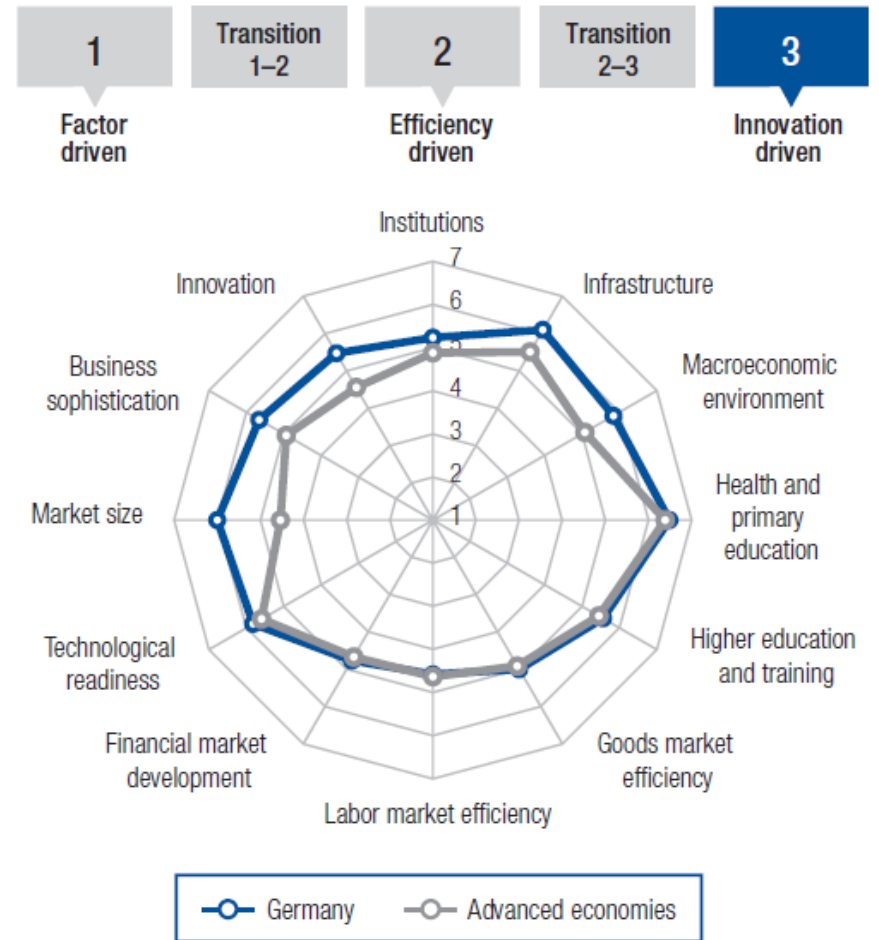 1
Transition
1–2
2
Transition
2–3
3
Factor
driven
Efficiency
driven
Innovation
driven
Institutions
7
Innovation
Infrastructure
6
5
Business
sophistication
Macroeconomic
environment
4
3
Market size
2
Health and
primary
education
1
Technological
readiness
Higher education
and training
Financial market
development
Goods market
efficiency
Labor market efficiency
Germany
Advanced economies